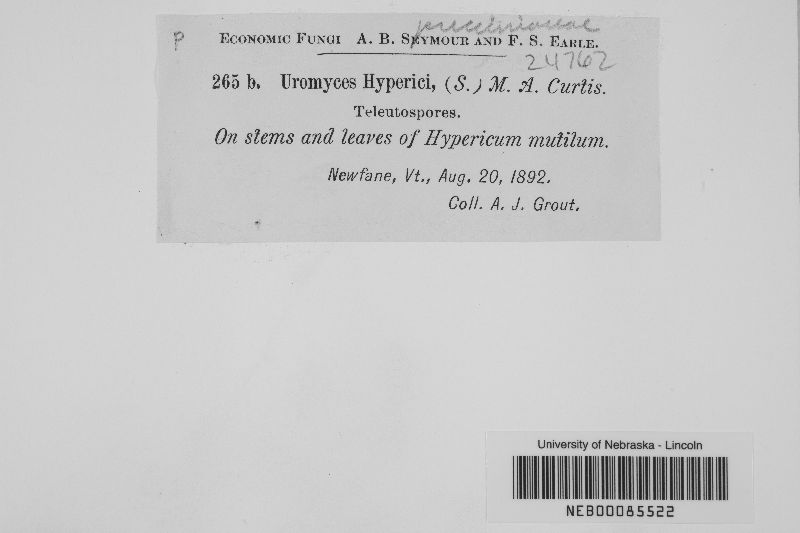 pucciniaceae
P
Economic Fungi A. B. Seymour and F. S. Earle.
24762
265 b. Uromyces Hyperici, (S.) M. A. Curtis.
Teleutospores.
On stems and leaves of Hypericum mutilum.
Newfane, Vt., Aug. 20, 1892.
Coll. A. J. Grout.
University of Nebraska - Lincoln
NEB00085522